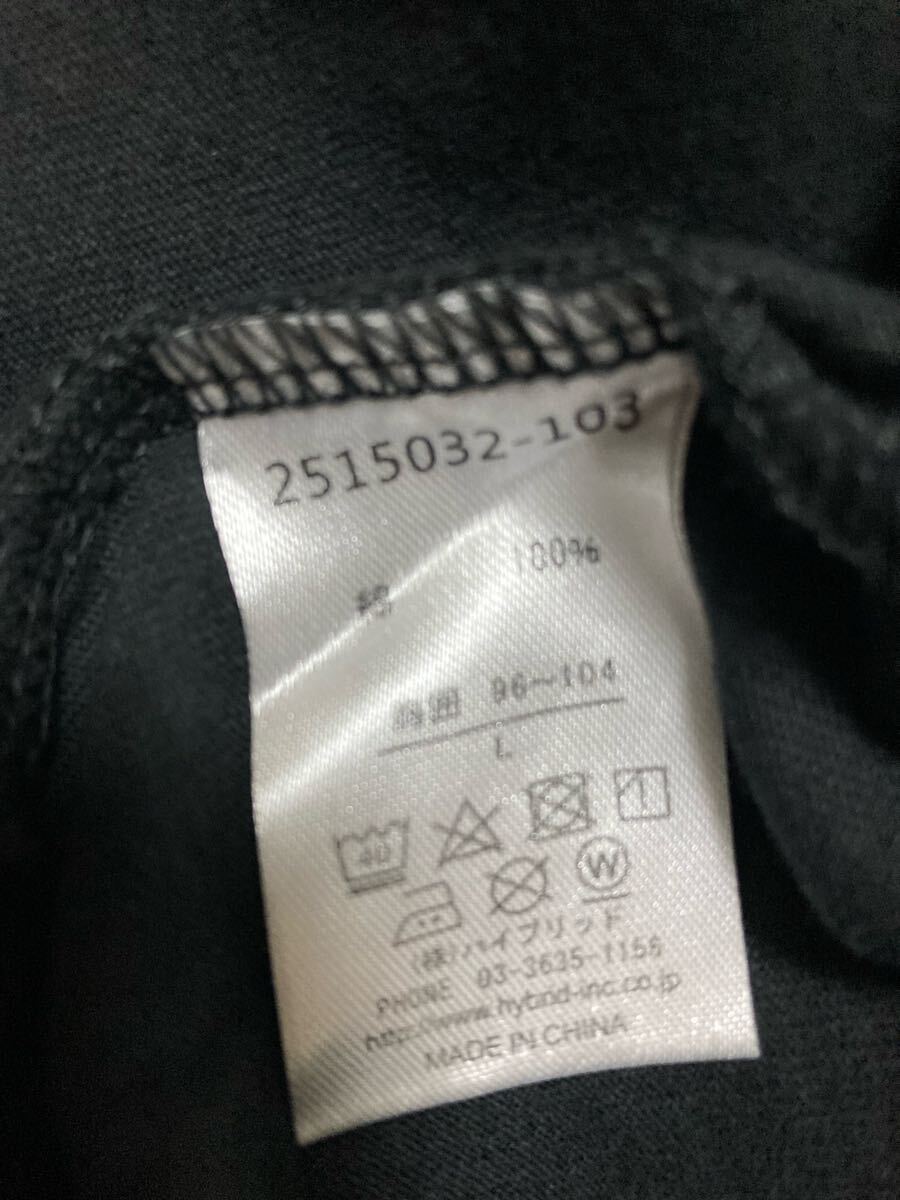 2515032-103
綿 100%
胸囲 96〜104
L
40
W
(株)ハイブリッド
PHONE 03-3635-1156
http://www.hybrid-inc.co.jp
MADE IN CHINA